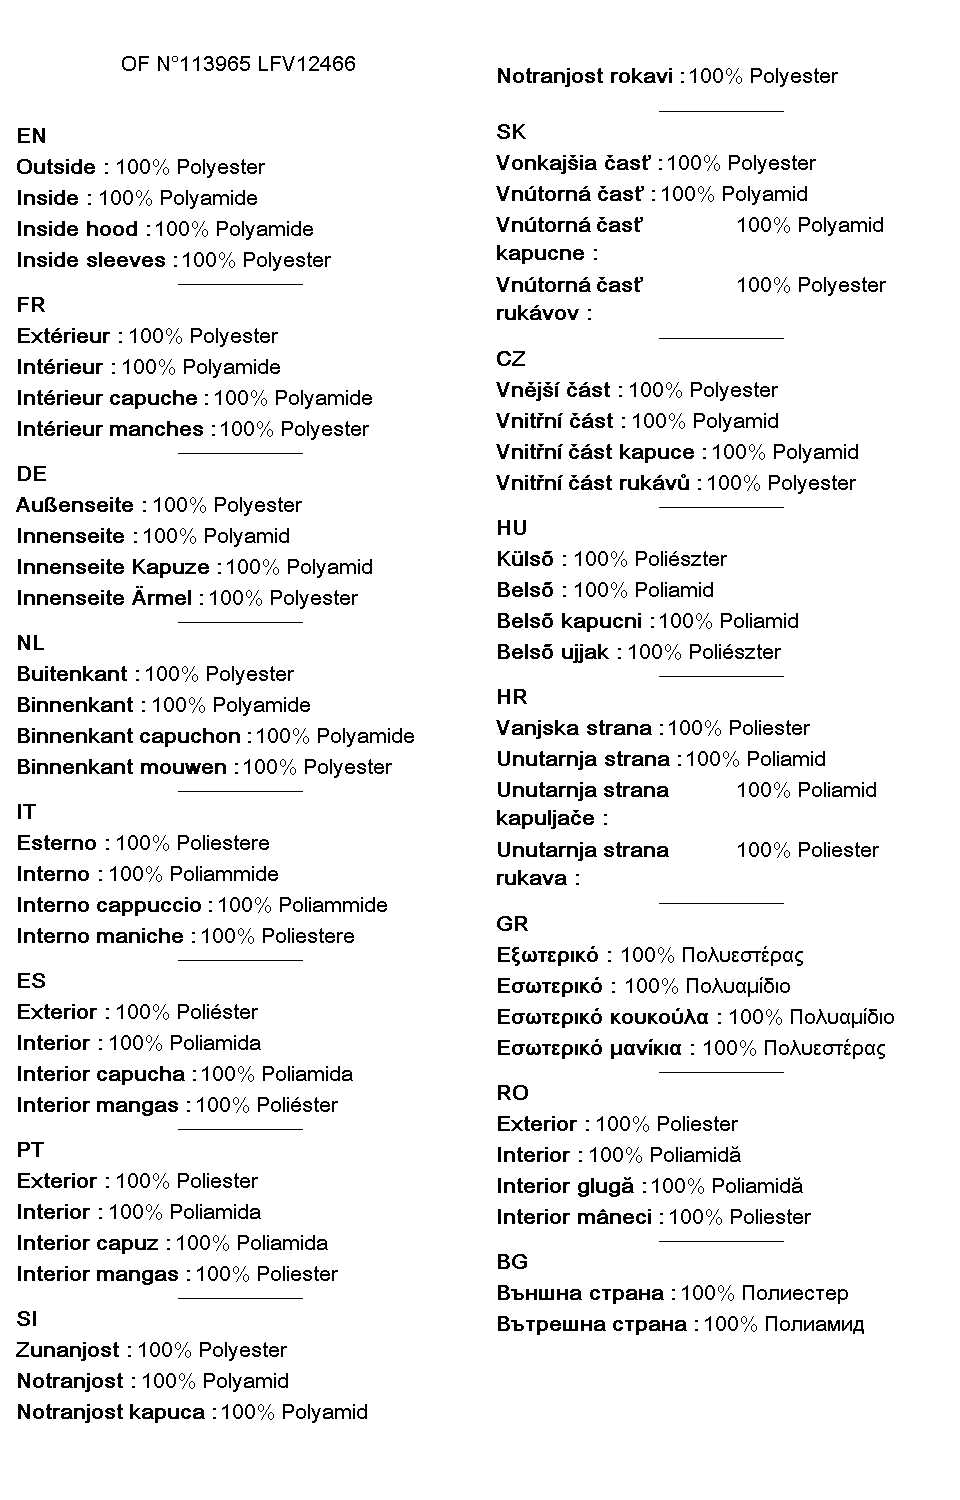 OF N°113965 LFV12466
EN
Outside : 100% Polyester
Inside : 100% Polyamide
Inside hood : 100% Polyamide
Inside sleeves : 100% Polyester
FR
Extérieur : 100% Polyester
Intérieur : 100% Polyamide
Intérieur capuche : 100% Polyamide
Intérieur manches : 100% Polyester
DE
Außenseite : 100% Polyester
Innenseite : 100% Polyamid
Innenseite Kapuze : 100% Polyamid
Innenseite Ärmel : 100% Polyester
NL
Buitenkant : 100% Polyester
Binnenkant : 100% Polyamide
Binnenkant capuchon : 100% Polyamide
Binnenkant mouwen : 100% Polyester
IT
Esterno : 100% Poliestere
Interno : 100% Poliammide
Interno cappuccio : 100% Poliammide
Interno maniche : 100% Poliestere
ES
Exterior : 100% Poliéster
Interior : 100% Poliamida
Interior capucha : 100% Poliamida
Interior mangas : 100% Poliéster
PT
Exterior : 100% Poliester
Interior : 100% Poliamida
Interior capuz : 100% Poliamida
Interior mangas : 100% Poliester
SI
Zunanjost : 100% Polyester
Notranjost : 100% Polyamid
Notranjost kapuca : 100% Polyamid
Notranjost rokavi : 100% Polyester
SK
Vonkajšia časť : 100% Polyester
Vnútorná časť : 100% Polyamid
Vnútorná časť 100% Polyamid
kapucne :
Vnútorná časť 100% Polyester
rukávov :
CZ
Vnější část : 100% Polyester
Vnitřní část : 100% Polyamid
Vnitřní část kapuce : 100% Polyamid
Vnitřní část rukávů : 100% Polyester
HU
Külsõ : 100% Poliészter
Belsõ : 100% Poliamid
Belsõ kapucni : 100% Poliamid
Belsõ ujjak : 100% Poliészter
HR
Vanjska strana : 100% Poliester
Unutarnja strana : 100% Poliamid
Unutarnja strana 100% Poliamid
kapuljače :
Unutarnja strana 100% Poliester
rukava :
GR
Εξωτερικό : 100% Πολυεστέρας
Εσωτερικό : 100% Πολυαμίδιο
Εσωτερικό κουκούλα : 100% Πολυαμίδιο
Εσωτερικό μανίκια : 100% Πολυεστέρας
RO
Exterior : 100% Poliester
Interior : 100% Poliamidă
Interior glugă : 100% Poliamidă
Interior mâneci : 100% Poliester
BG
Външна страна : 100% Полиестер
Вътрешна страна : 100% Полиамид